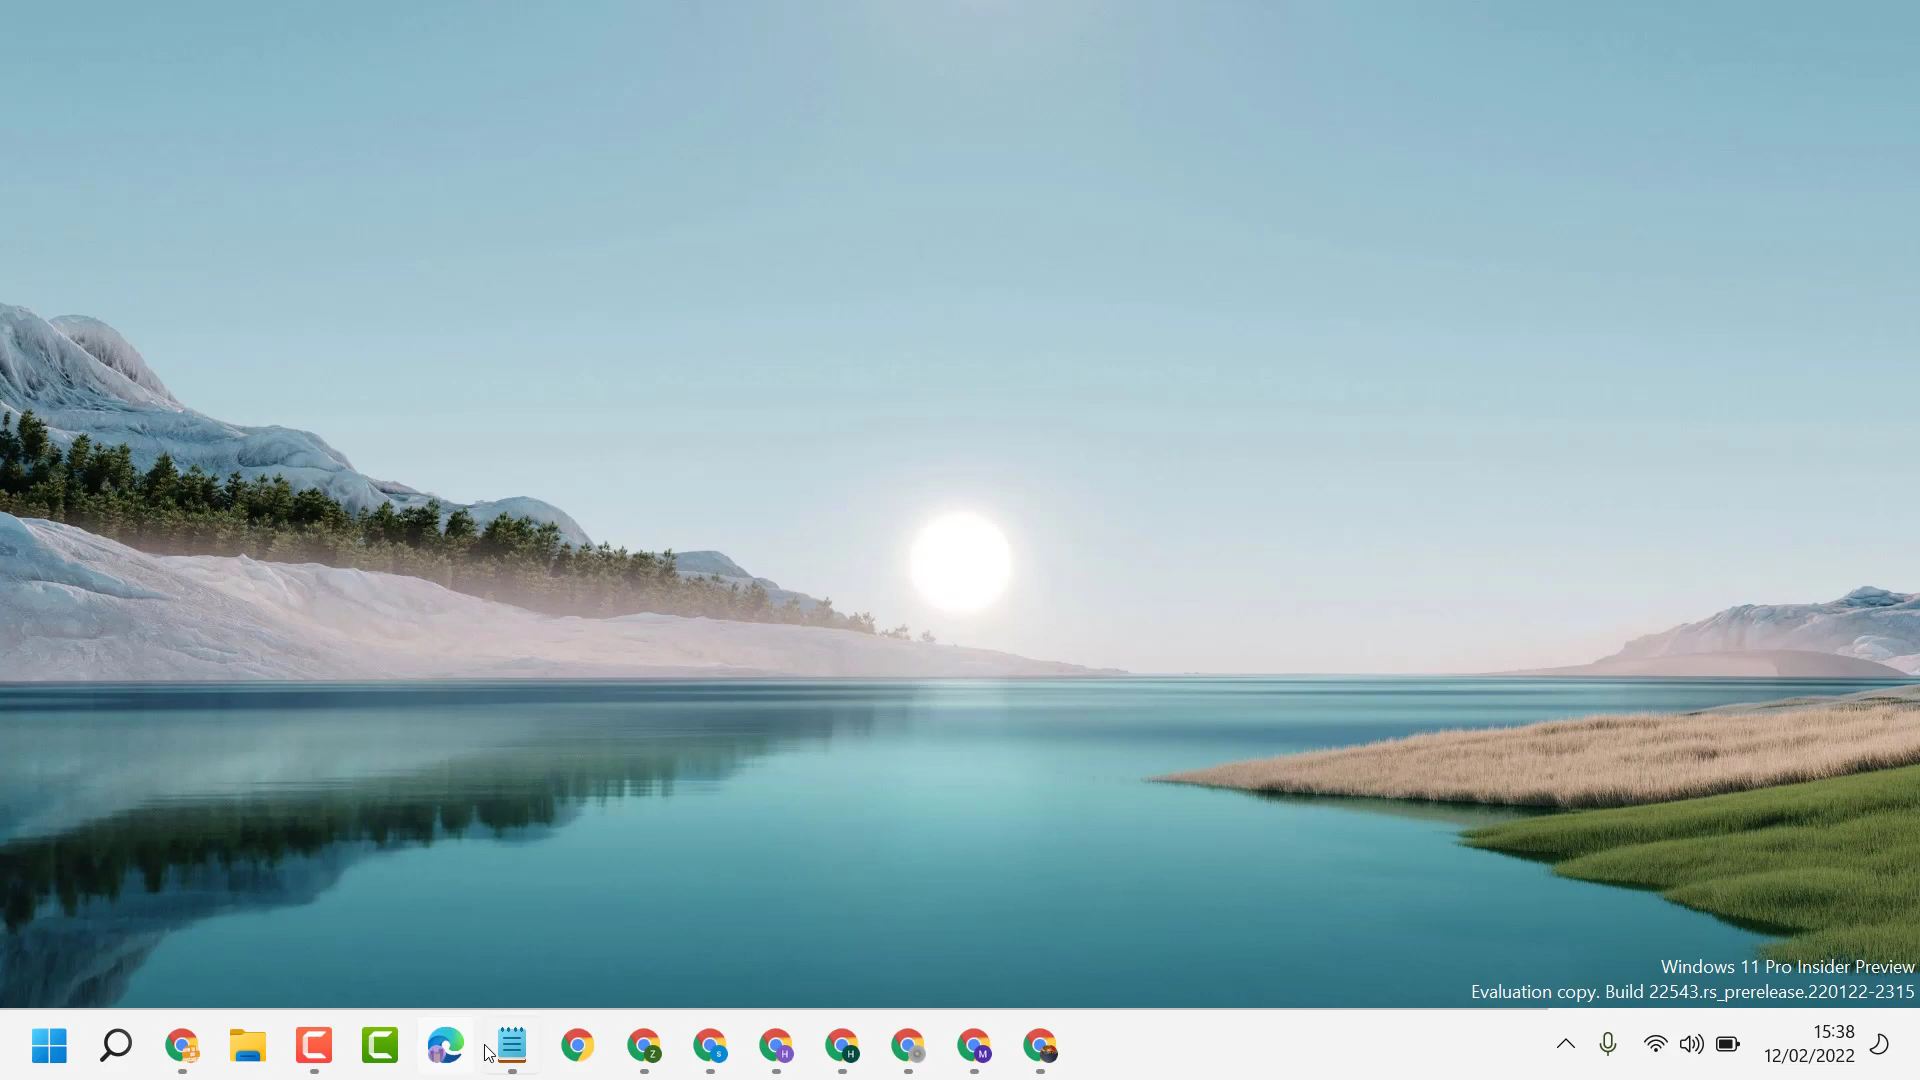 Windows 11 Pro Insider Preview
Evaluation copy. Build 22543.rs_prerelease.220122-2315
Z
S
H
H
M
15:38
12/02/2022